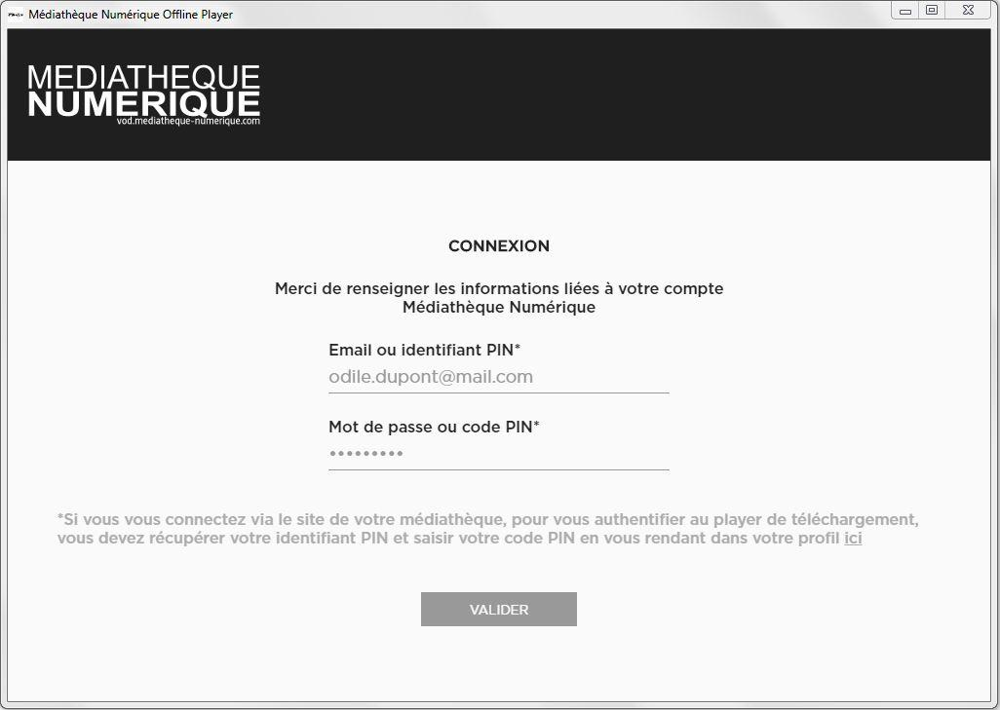 Médiathèque Numérique Offline Player
MEDIATHEQUE
NUMERIQUE
vod.mediatheque-numerique.com
CONNEXION
Merci de renseigner les informations liées à votre compte
Médiathèque Numérique
Email ou identifiant PIN*
odile.dupont@mail.com
Mot de passe ou code PIN*
•••••••••
*Si vous vous connectez via le site de votre médiathèque, pour vous authentifier au player de téléchargement,
vous devez récupérer votre identifiant PIN et saisir votre code PIN en vous rendant dans votre profil ici
VALIDER